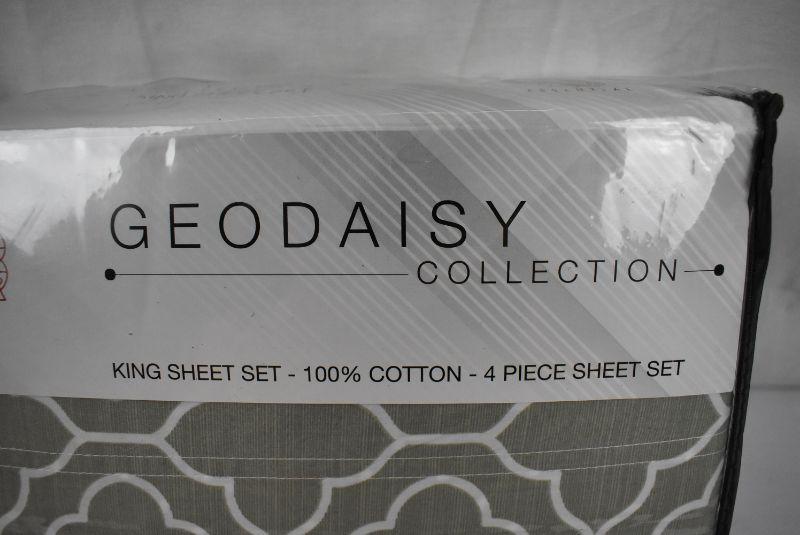 GEODAISY
COLLECTION
KING SHEET SET - 100% COTTON - 4 PIECE SHEET SET